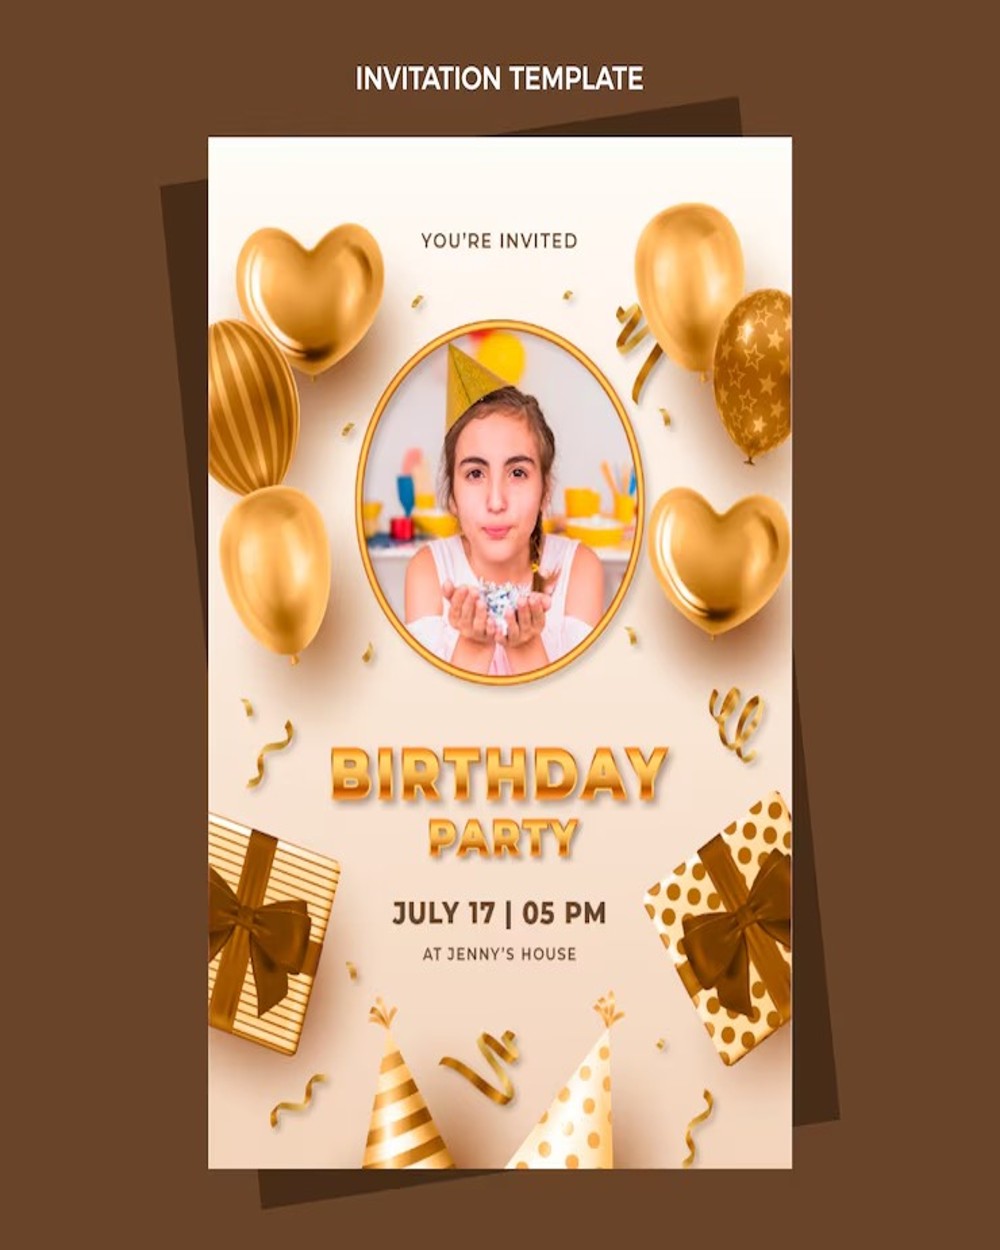 INVITATION TEMPLATE
YOU'RE INVITED
BIRTHDAY
PARTY
JULY 17 | 05 PM
AT JENNY'S HOUSE